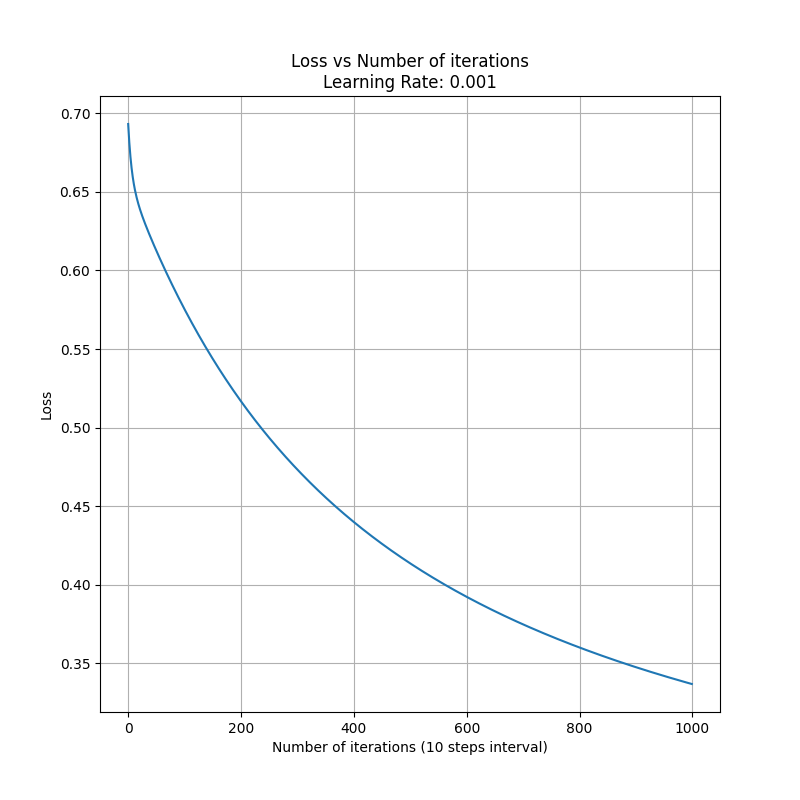 Loss vs Number of iterations
Learning Rate: 0.001
0.70
0.65
0.60
0.55
0.50
0.45
0.40
0.35
Loss
0 200 400 600 800 1000
Number of iterations (10 steps interval)